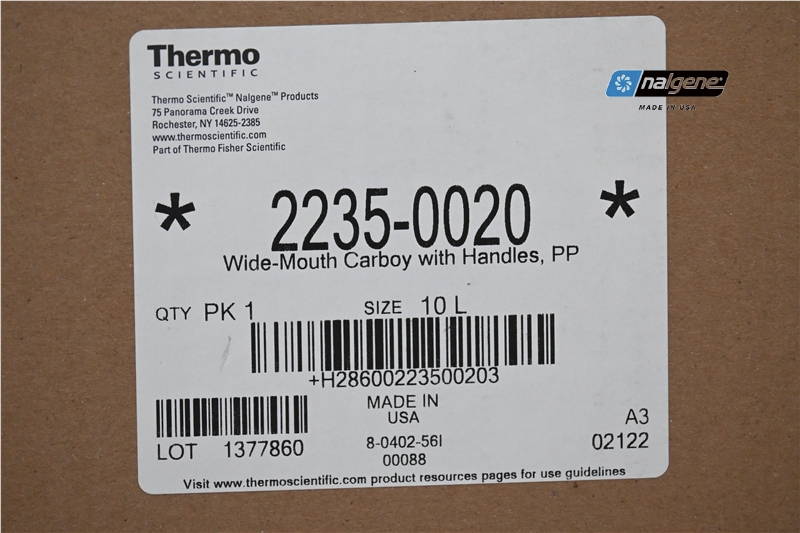 Thermo
SCIENTIFIC
nalgene®
MADE IN USA
Thermo Scientific™ Nalgene™ Products
75 Panorama Creek Drive
Rochester, NY 14625-2385
www.thermoscientific.com
Part of Thermo Fisher Scientific
* 2235-0020 *
Wide-Mouth Carboy with Handles, PP
QTY PK 1 SIZE 10 L
+H28600223500203
MADE IN
USA
LOT 1377860
8-0402-56I
00088
A3
02122
Visit www.thermoscientific.com product resources pages for use guidelines